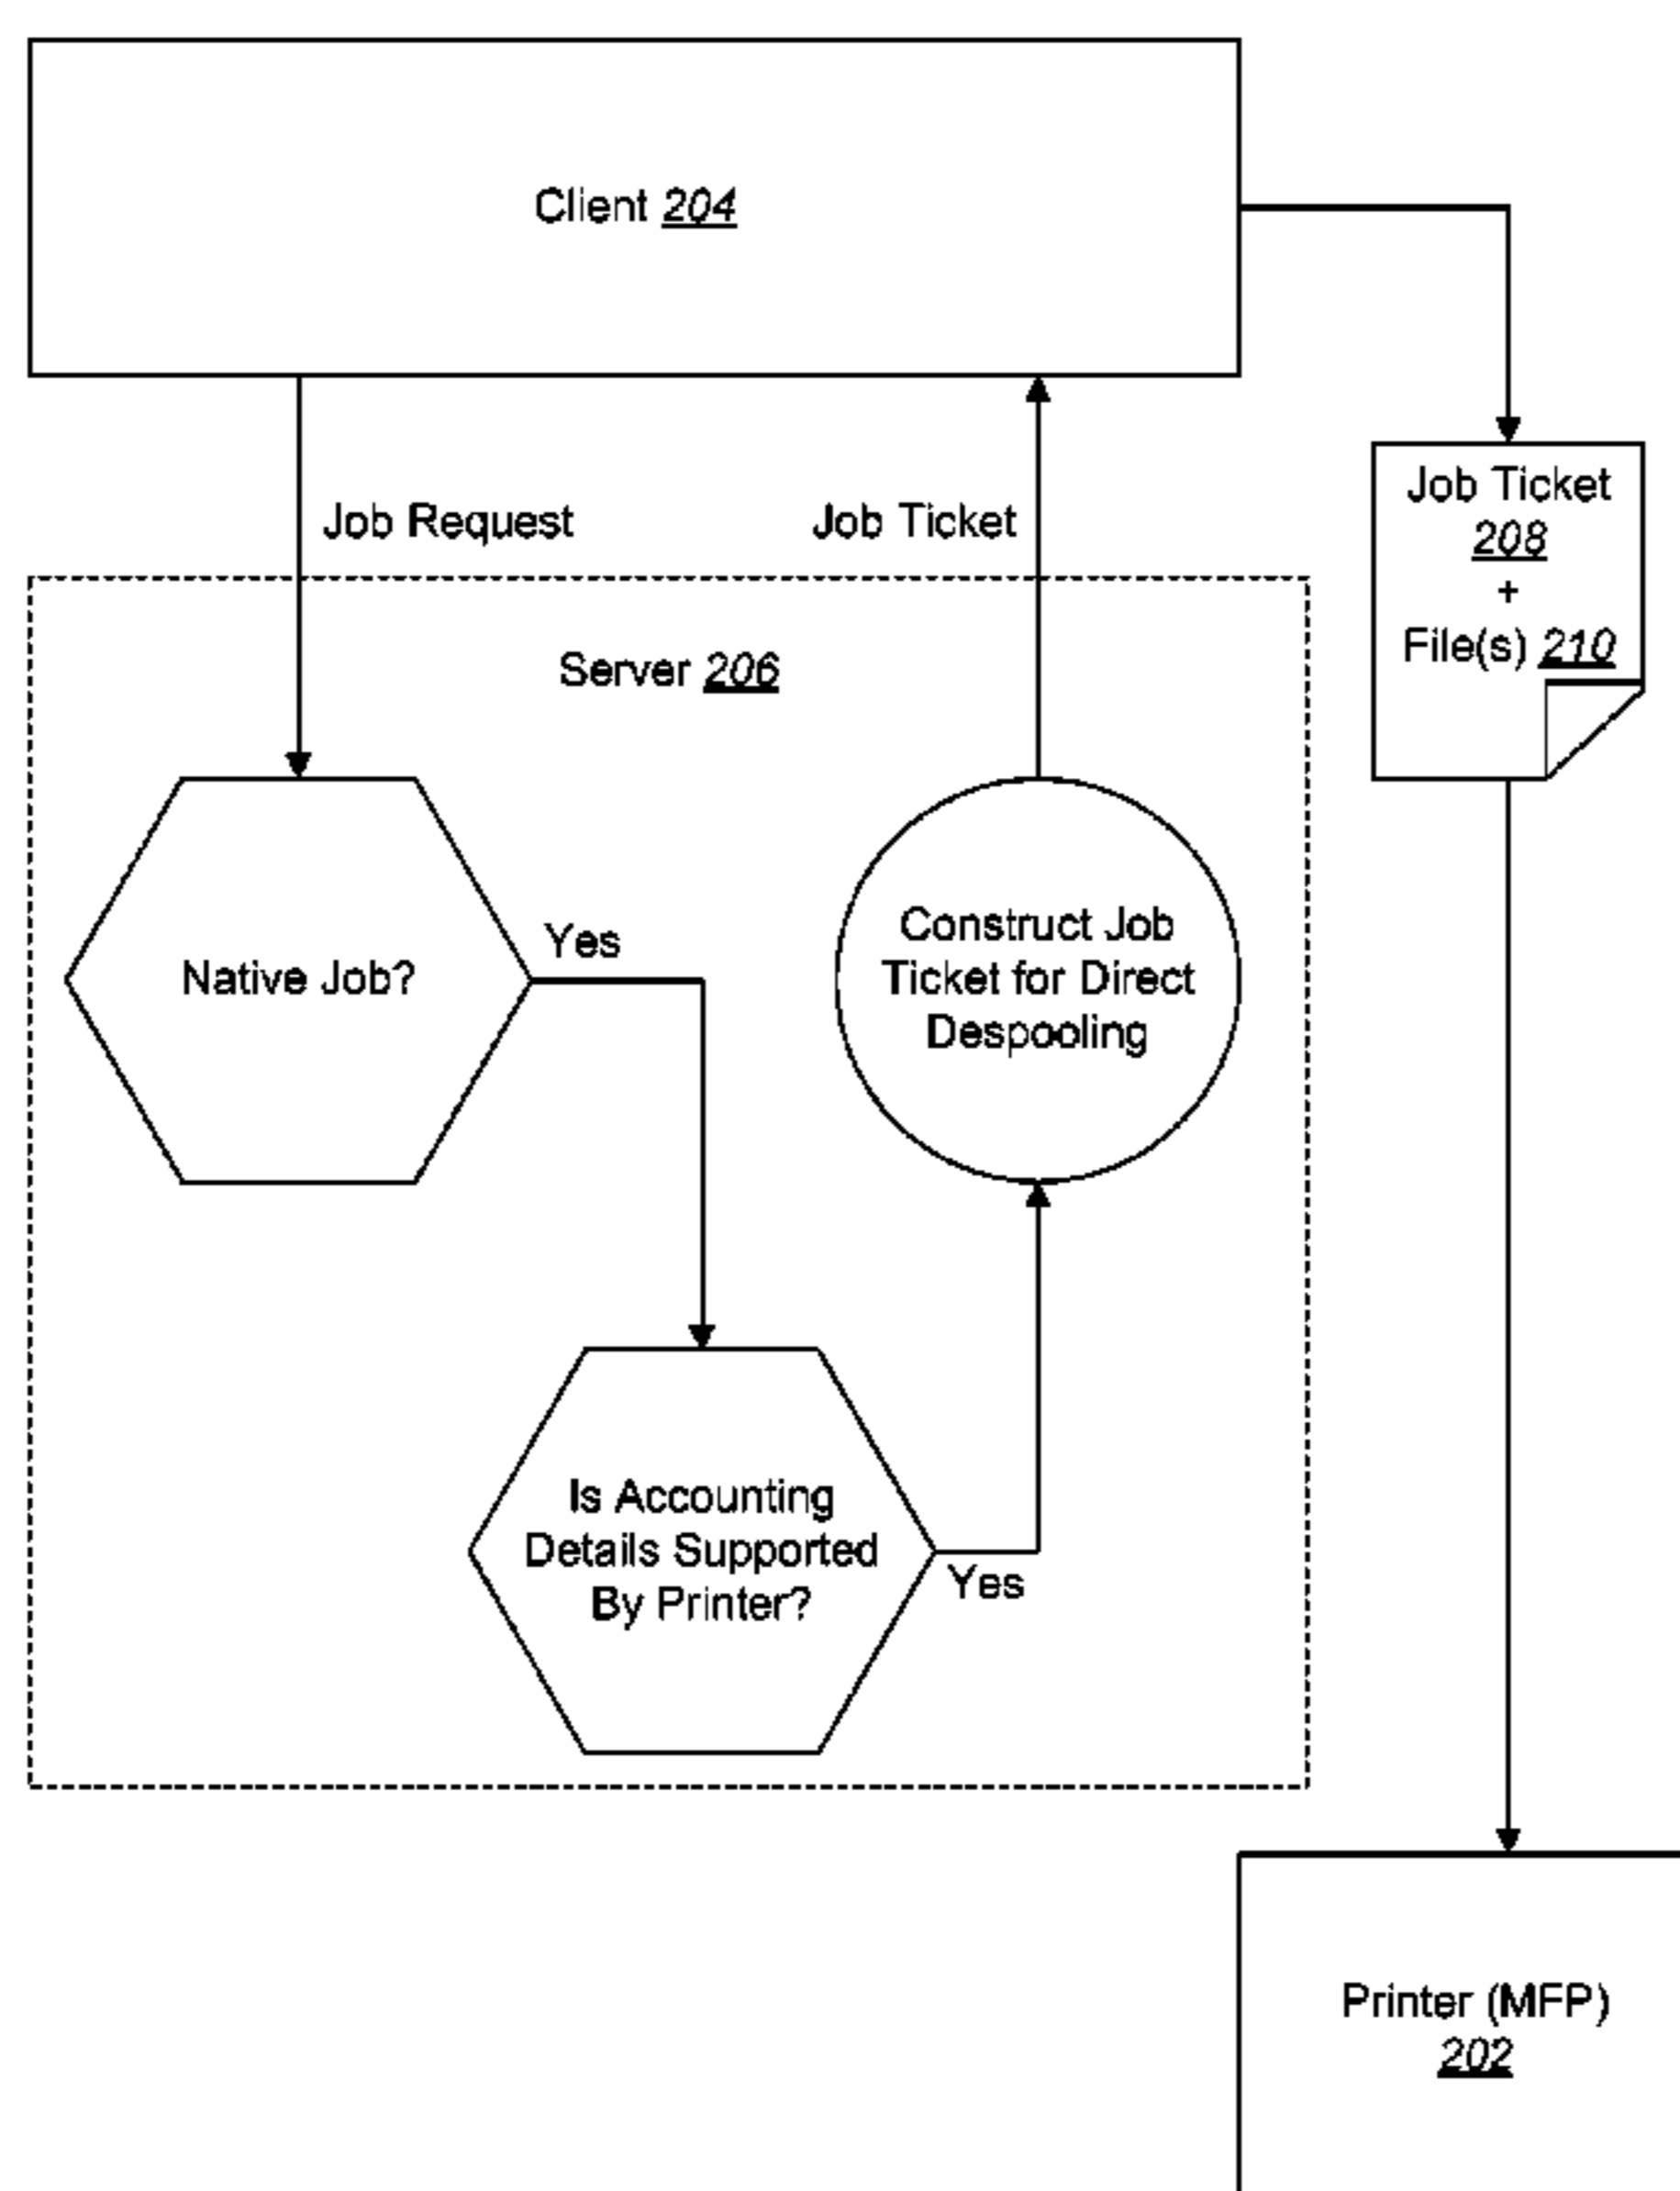 Client 204
Job Request
Job Ticket
Job Ticket
208
+
File(s) 210
Server 206
Native Job?
Yes
Construct Job
Ticket for Direct
Despooling
Is Accounting
Details Supported
By Printer?
Yes
Printer (MFP)
202